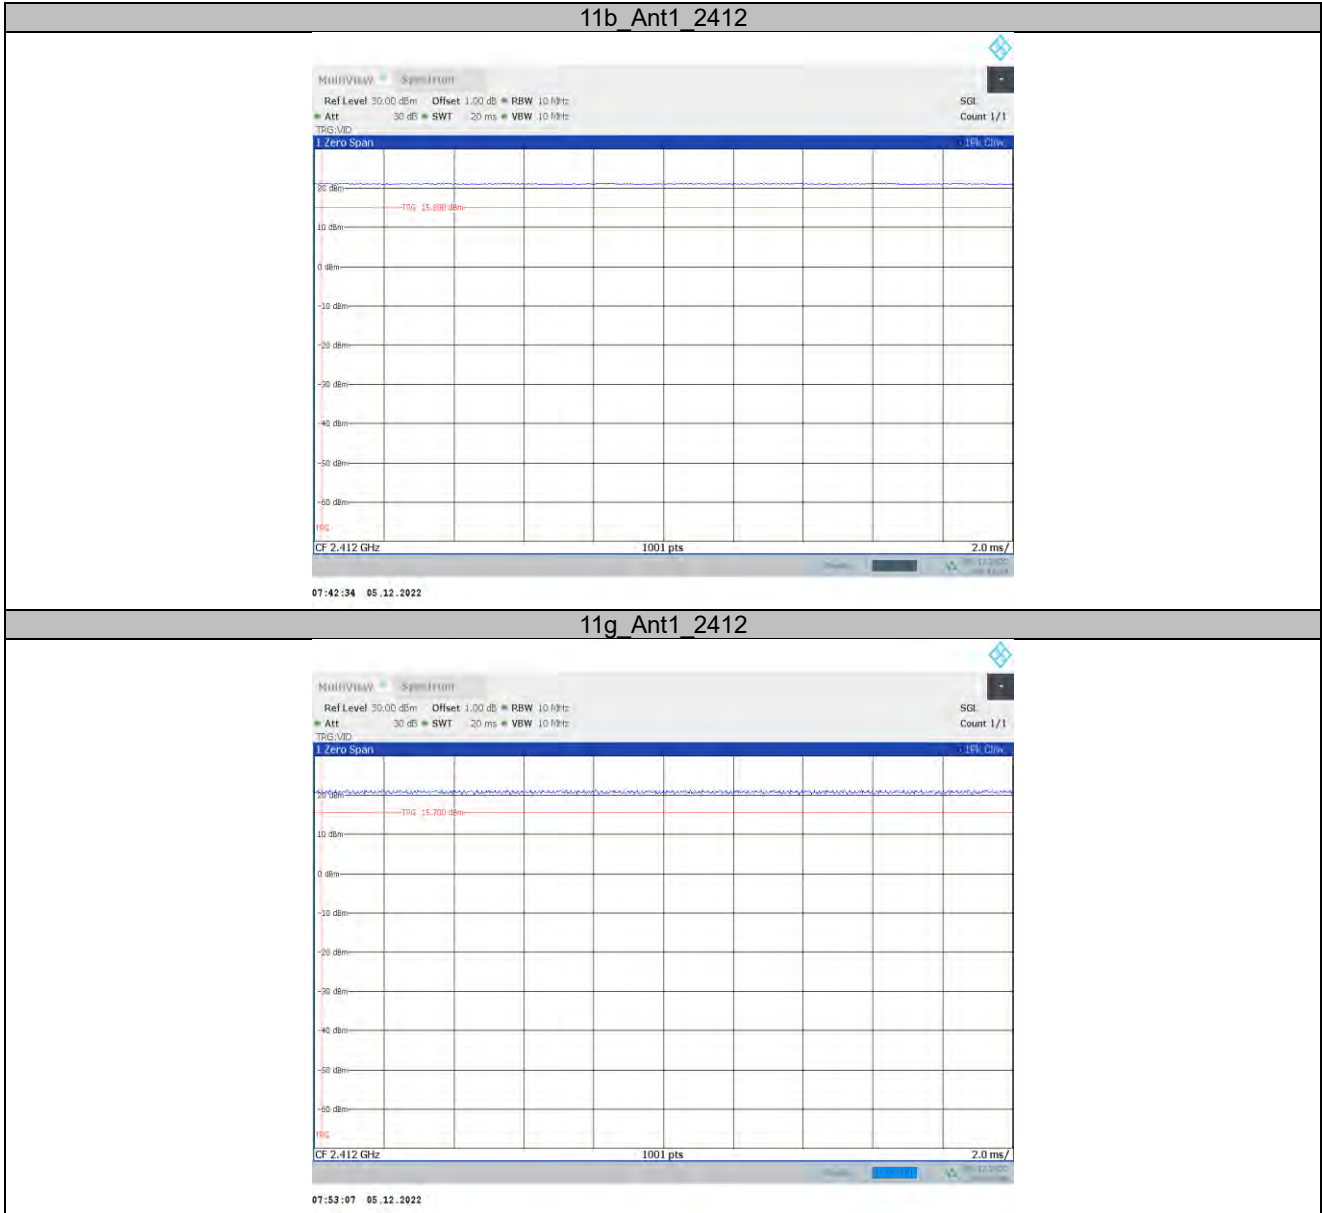 11b_Ant1_2412
MultiView Spectrum
Ref Level 30.00 dBm Offset 1.00 dB RBW 10 MHz
SGL
Att 30 dB SWT 20 ms VBW 10 MHz
Count 1/1
TRG:VID
1 Zero Span
1Pk Clrw
20 dBm
TRG 15.200 dBm
10 dBm
0 dBm
-10 dBm
-20 dBm
-30 dBm
-40 dBm
-50 dBm
-60 dBm
TRG
CF 2.412 GHz 1001 pts 2.0 ms/
07:42:34 05.12.2022
11g_Ant1_2412
MultiView Spectrum
Ref Level 30.00 dBm Offset 1.00 dB RBW 10 MHz
SGL
Att 30 dB SWT 20 ms VBW 10 MHz
Count 1/1
TRG:VID
1 Zero Span
1Pk Clrw
20 dBm
TRG 15.700 dBm
10 dBm
0 dBm
-10 dBm
-20 dBm
-30 dBm
-40 dBm
-50 dBm
-60 dBm
TRG
CF 2.412 GHz 1001 pts 2.0 ms/
07:53:07 05.12.2022